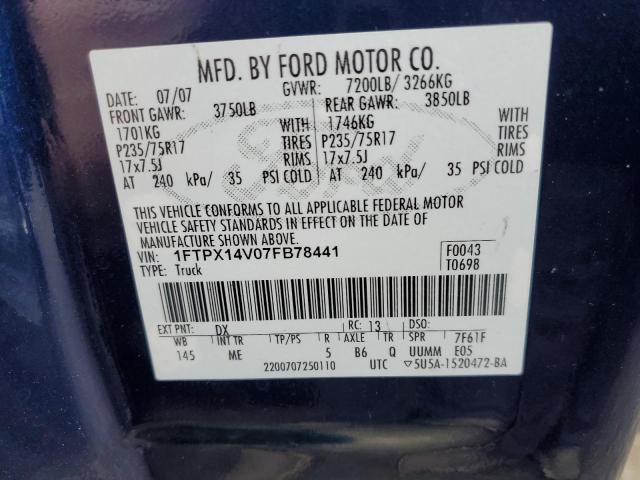 MFD. BY FORD MOTOR CO.
DATE: 07/07 GVWR: 7200LB/ 3266KG
FRONT GAWR: 3750LB REAR GAWR: 3850LB
1701KG WITH 1746KG WITH
P235/75R17 TIRES P235/75R17 TIRES
17x7.5J RIMS 17x7.5J RIMS
AT 240 kPa/ 35 PSI COLD AT 240 kPa/ 35 PSI COLD
THIS VEHICLE CONFORMS TO ALL APPLICABLE FEDERAL MOTOR
VEHICLE SAFETY STANDARDS IN EFFECT ON THE DATE OF
MANUFACTURE SHOWN ABOVE.
VIN: 1FTPX14V07FB78441 F0043
TYPE: Truck T0698
EXT PNT: DX RC: 13 DSO:
WB INT TR TP/PS R AXLE TR SPR 7F61F
145 ME 5 B6 Q UUMM E05
2200707250110 UTC ▽5U5A-1520472-BA
Ford